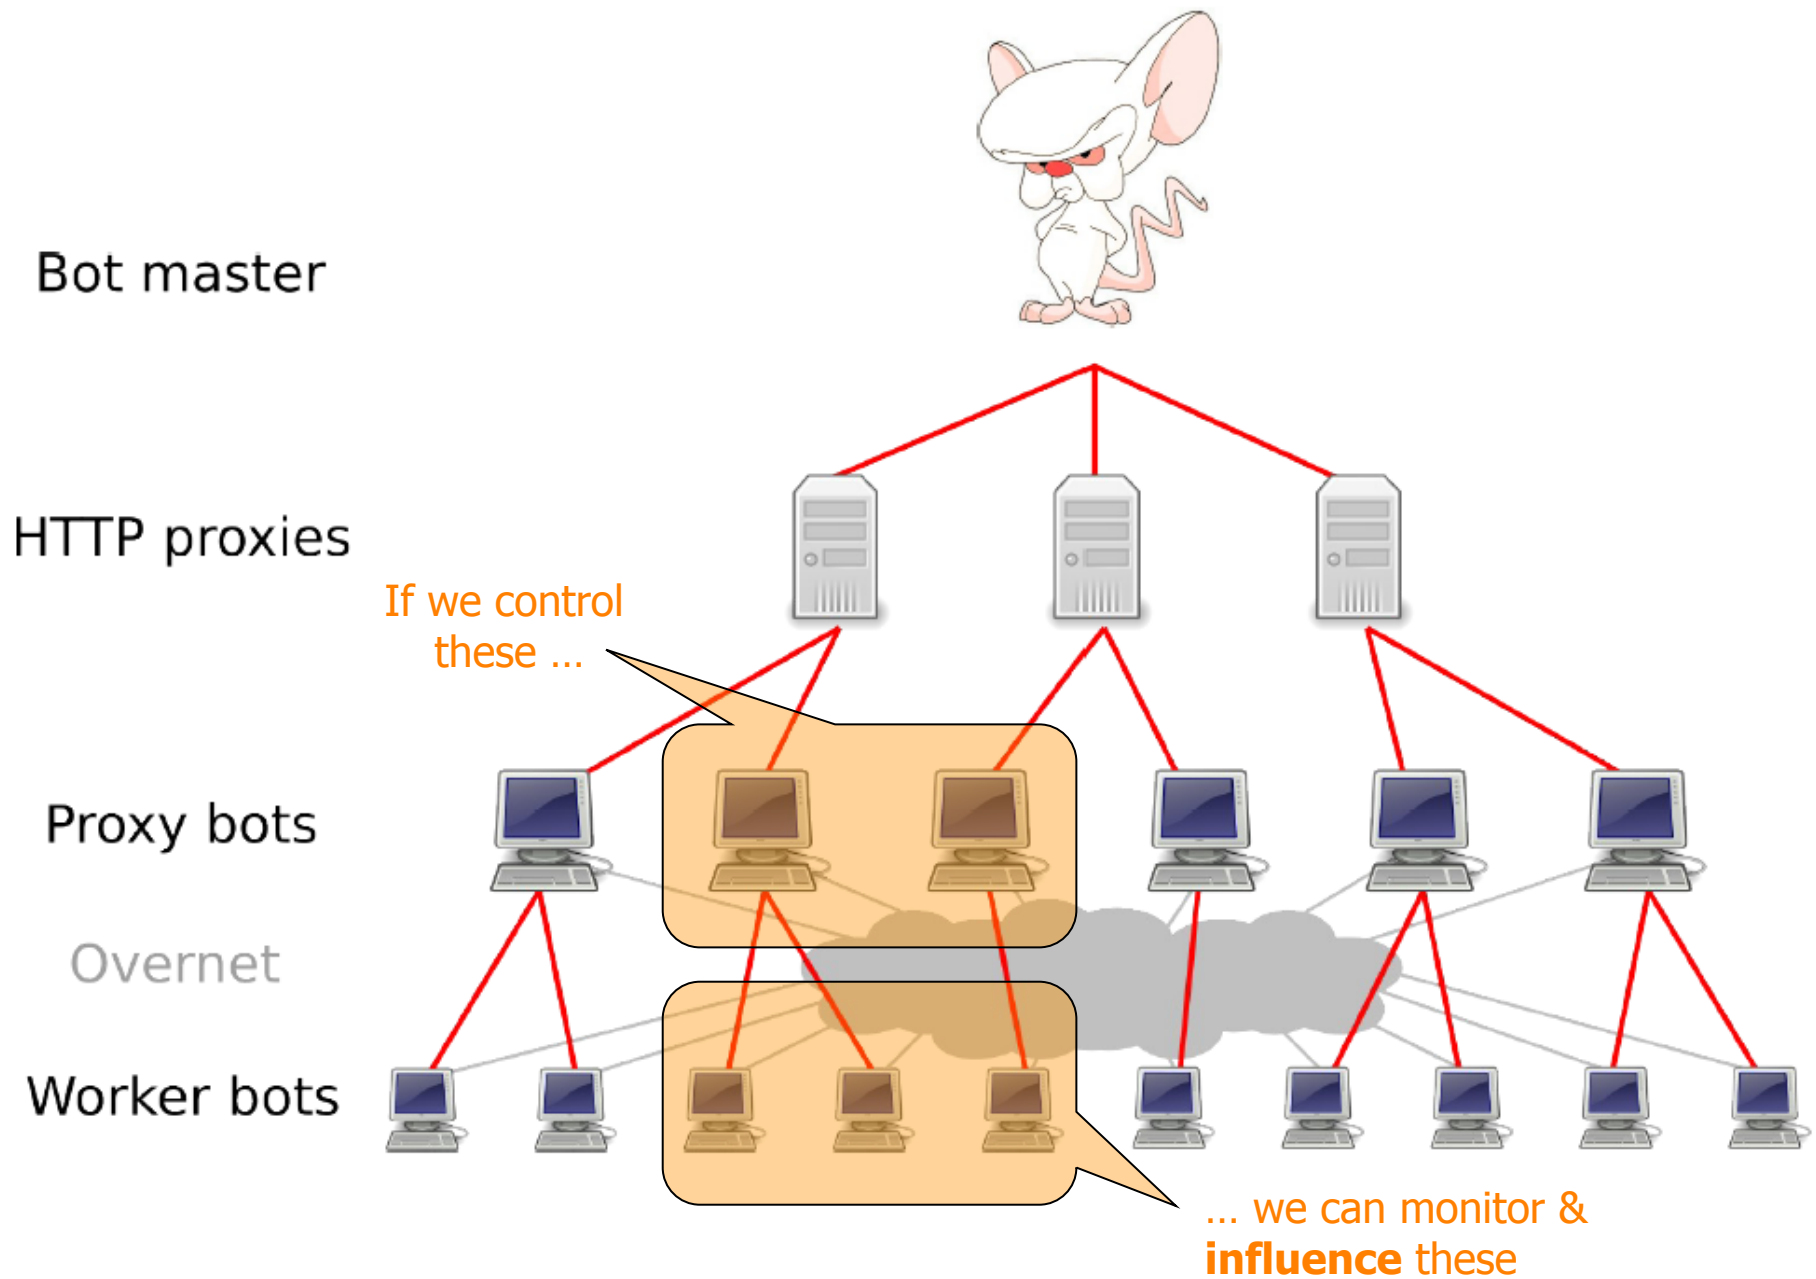 Bot master
HTTP proxies
If we control
these ...
Proxy bots
Overnet
Worker bots
... we can monitor &
influence these